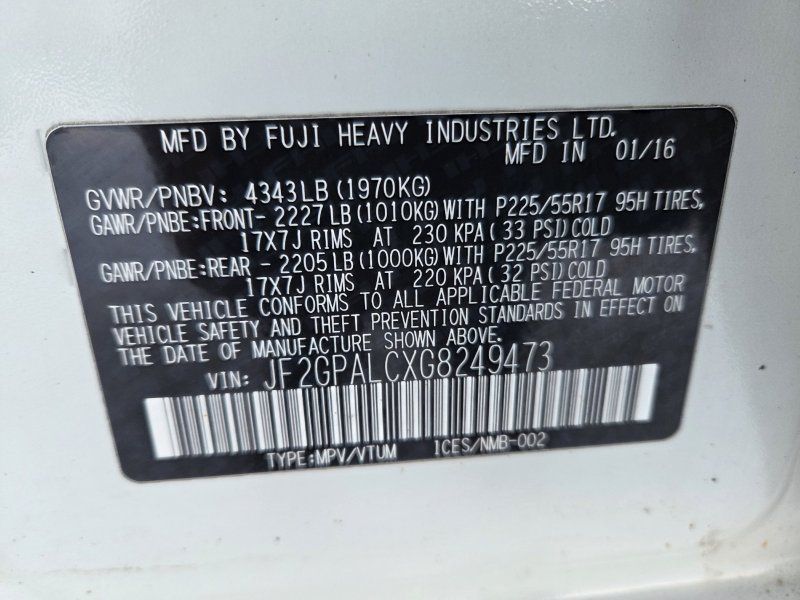 MFD BY FUJI HEAVY INDUSTRIES LTD.
MFD IN 01/16
GVWR/PNBV: 4343LB (1970KG)
GAWR/PNBE:FRONT- 2227LB (1010KG) WITH P225/55R17 95H TIRES,
17X7J RIMS AT 230 KPA( 33 PSI) COLD
GAWR/PNBE:REAR - 2205LB (1000KG) WITH P225/55R17 95H TIRES,
17X7J RIMS AT 220 KPA( 32 PSI) COLD
THIS VEHICLE CONFORMS TO ALL APPLICABLE FEDERAL MOTOR
VEHICLE SAFETY AND THEFT PREVENTION STANDARDS IN EFFECT ON
THE DATE OF MANUFACTURE SHOWN ABOVE.
VIN: JF2GPALCXG8249473
TYPE:MPV/VTUM ICES/NMB-002